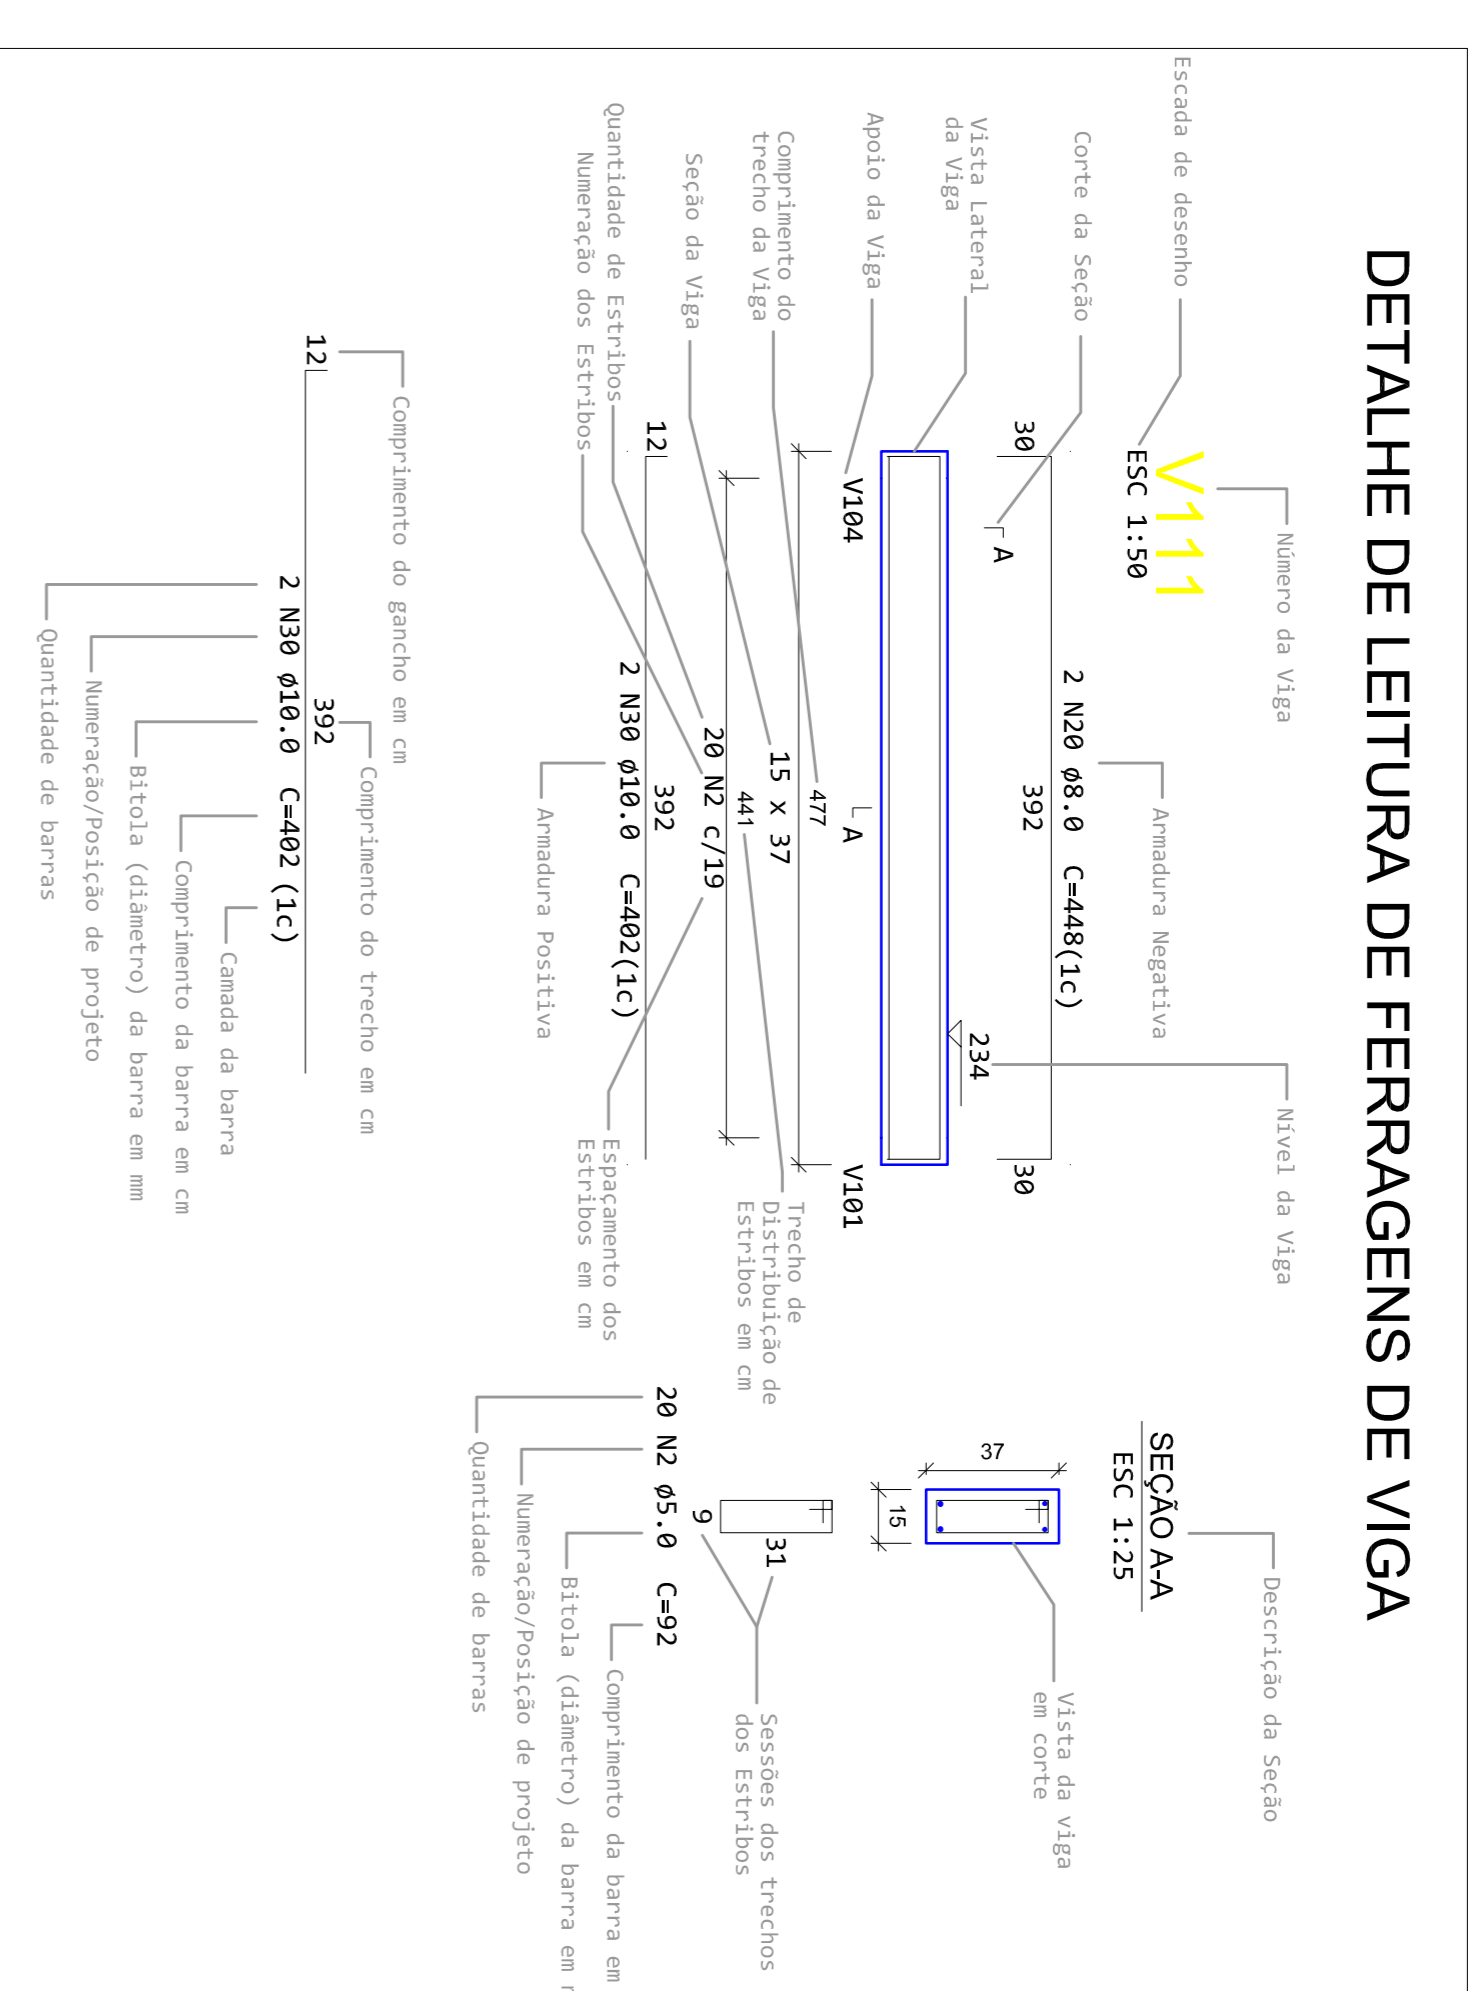 DETALHE DE LEITURA DE FERRAGENS DE VIGA
Número da Viga
Nível da Viga
Descrição da Seção
Escada de desenho
V111
ESC 1:50
SEÇÃO A-A
ESC 1:25
Corte da Seção
2 N20 ø8.0 C=448(1c)
Armadura Negativa
30
392
30
Vista Lateral
da Viga
A
234
37
15
Vista da viga
em corte
Apoio da Viga
V104
A
V101
Comprimento do
trecho da Viga
477
15 x 37
Trecho de
Distribuição de
Estribos em cm
31
9
Sessões dos trechos
dos Estribos
Seção da Viga
441
20 N2 c/19
Quantidade de Estribos
Numeração dos Estribos
12
392
2 N30 ø10.0 C=402(1c)
Espaçamento dos
Estribos em cm
Armadura Positiva
20 N2 ø5.0 C=92
Comprimento da barra em
Bitola (diâmetro) da barra em
Numeração/Posição de projeto
Quantidade de barras
Comprimento do gancho em cm
Comprimento do trecho em cm
12
392
2 N30 ø10.0 C=402 (1c)
Camada da barra
Comprimento da barra em cm
Bitola (diâmetro) da barra em mm
Numeração/Posição de projeto
Quantidade de barras